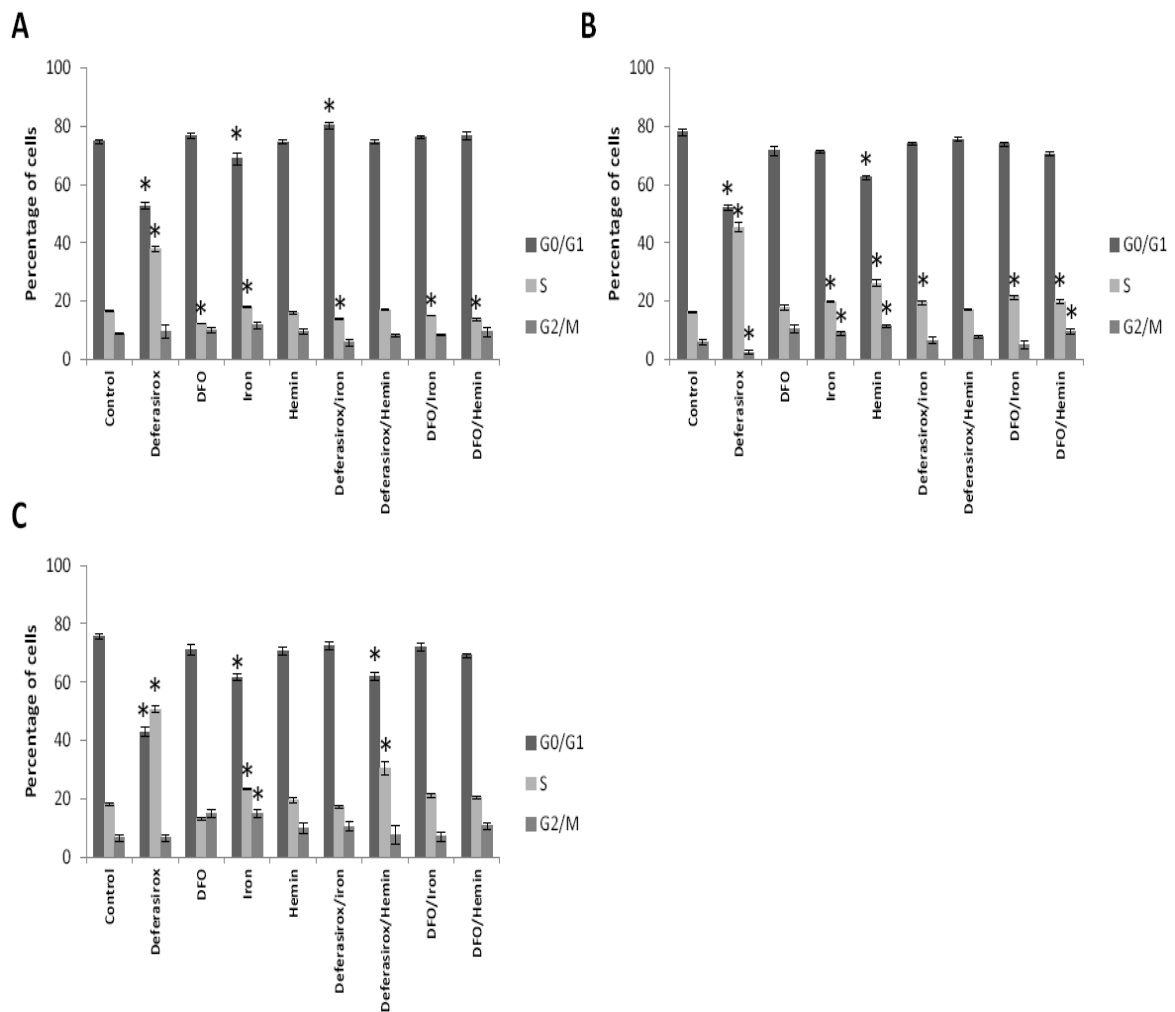 A
Percentage of cells
100
80
60
40
20
0
*
*
*
*
*
*
*
*
*
*
Control
Deferasirox
DFO
Iron
Hemin
Deferasirox/iron
Deferasirox/Hemin
DFO/Iron
DFO/Hemin
G0/G1
S
G2/M
B
Percentage of cells
100
80
60
40
20
0
*
*
*
*
*
*
*
*
*
*
*
*
Control
Deferasirox
DFO
Iron
Hemin
Deferasirox/iron
Deferasirox/Hemin
DFO/Iron
DFO/Hemin
G0/G1
S
G2/M
C
Percentage of cells
100
80
60
40
20
0
*
*
*
*
*
*
*
Control
Deferasirox
DFO
Iron
Hemin
Deferasirox/iron
Deferasirox/Hemin
DFO/Iron
DFO/Hemin
G0/G1
S
G2/M